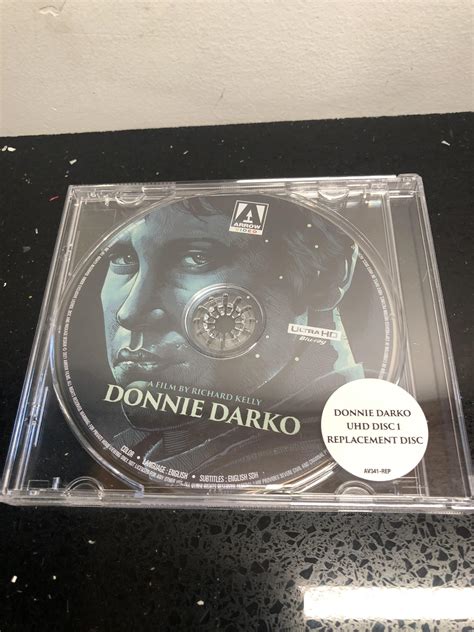 ARROW
VIDEO
ULTRA HD
Blu-ray
A FILM BY RICHARD KELLY
DONNIE DARKO
COLOR • LANGUAGE: ENGLISH • SUBTITLES: ENGLISH SDH
DONNIE DARKO
UHD DISC 1
REPLACEMENT DISC
AV341-REP